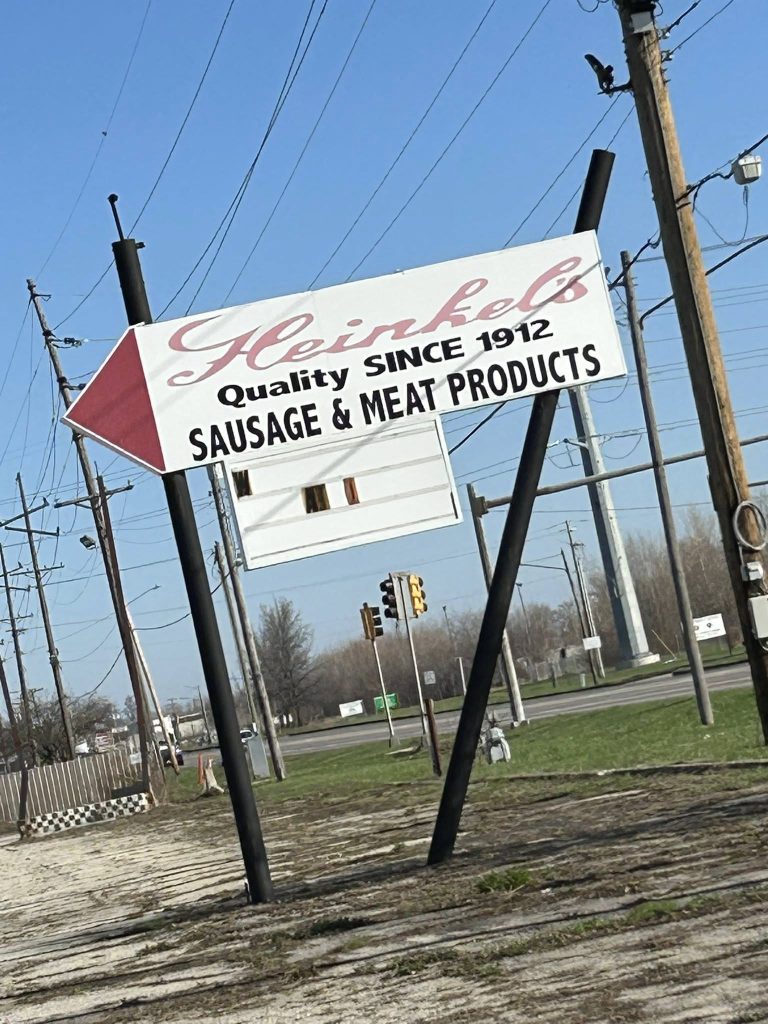 Heinkel's
Quality SINCE 1912
SAUSAGE & MEAT PRODUCTS